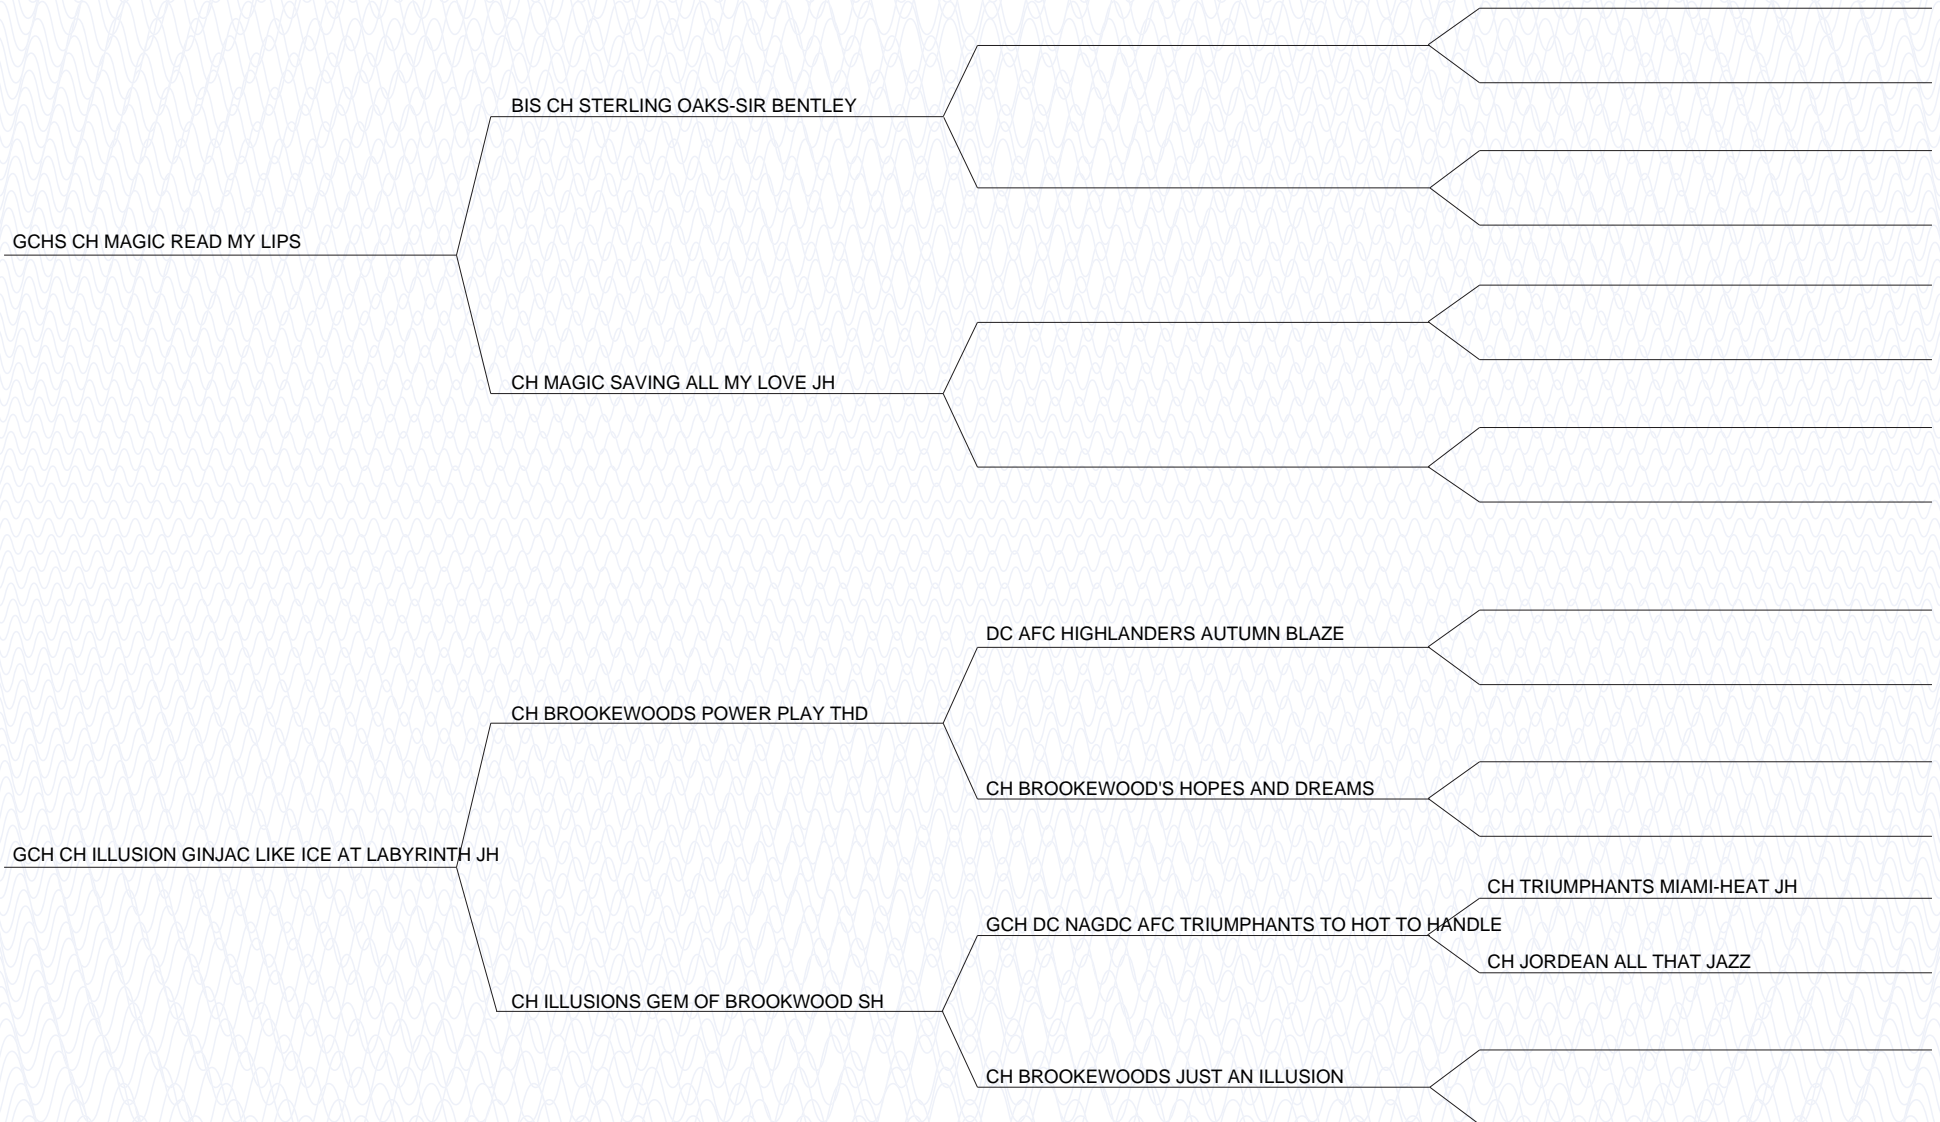 BIS CH STERLING OAKS-SIR BENTLEY
GCHS CH MAGIC READ MY LIPS
CH MAGIC SAVING ALL MY LOVE JH
DC AFC HIGHLANDERS AUTUMN BLAZE
CH BROOKEWOODS POWER PLAY THD
CH BROOKEWOOD'S HOPES AND DREAMS
GCH CH ILLUSION GINJAC LIKE ICE AT LABYRINTH JH
CH TRIUMPHANTS MIAMI-HEAT JH
GCH DC NAGDC AFC TRIUMPHANTS TO HOT TO HANDLE
CH JORDEAN ALL THAT JAZZ
CH ILLUSIONS GEM OF BROOKWOOD SH
CH BROOKEWOODS JUST AN ILLUSION